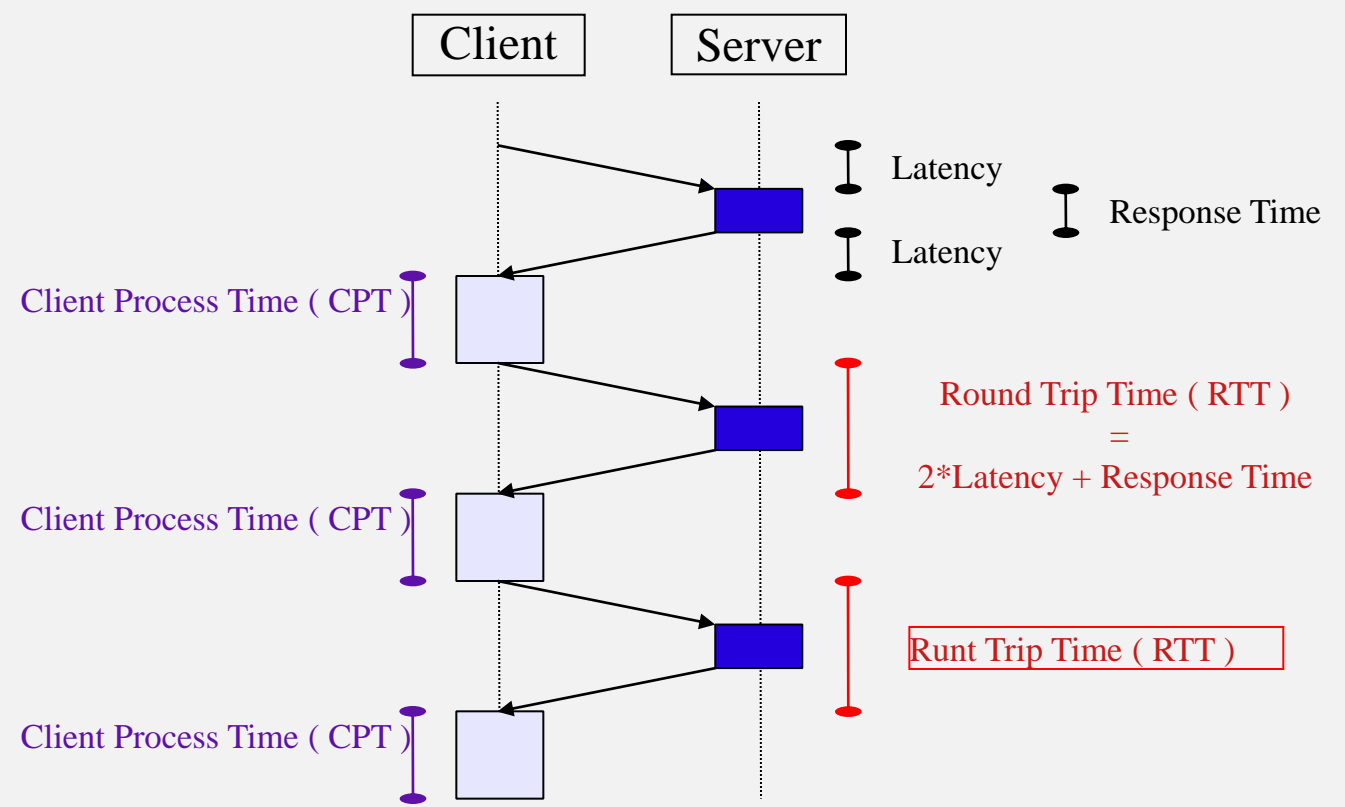 Client
Server
Latency
Response Time
Latency
Client Process Time ( CPT )
Round Trip Time ( RTT )
=
2*Latency + Response Time
Client Process Time ( CPT )
Runt Trip Time ( RTT )
Client Process Time ( CPT )